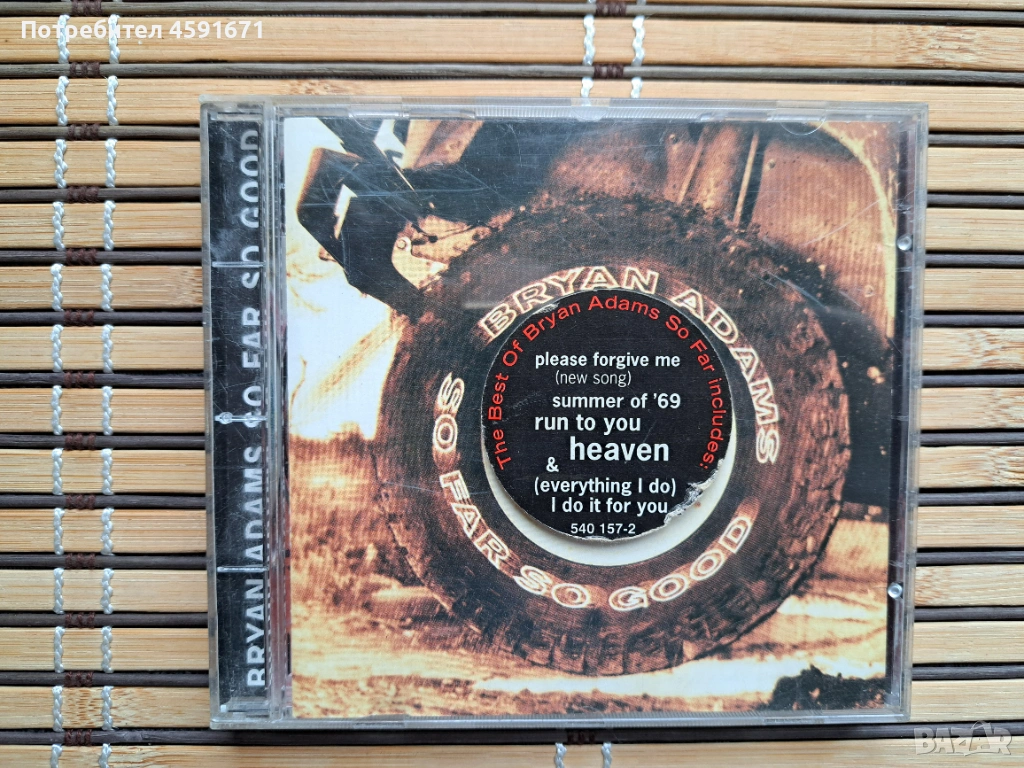 Потребител 4591671
BRYAN ADAMS SO FAR SO GOOD
BRYAN ADAMS
SO FAR SO GOOD
The Best Of Bryan Adams So Far includes:
please forgive me
(new song)
summer of '69
run to you
heaven
&
(everything I do)
I do it for you
540 157-2
BAZAR